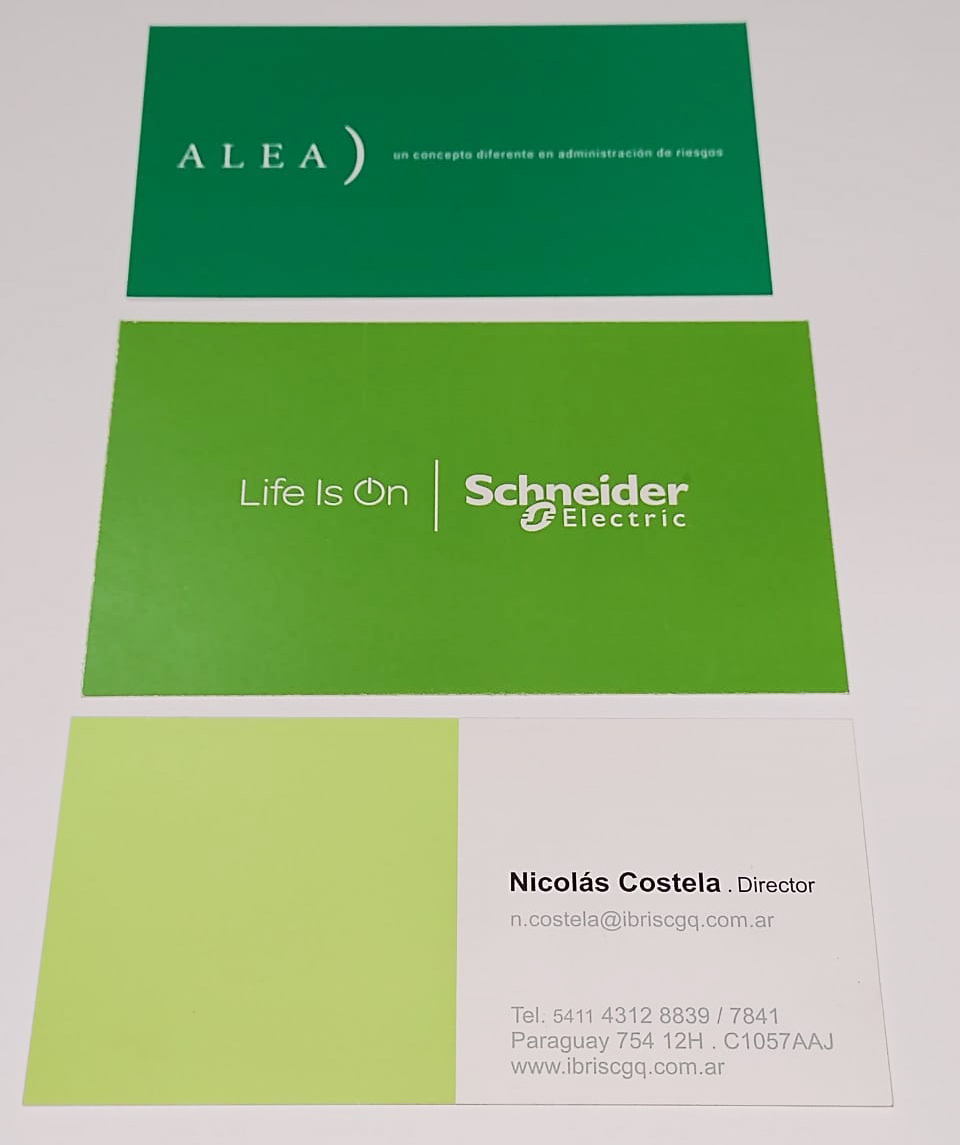 ALEA) un concepto diferente en administración de riesgos
Life Is On | Schneider
Electric
Nicolás Costela . Director
n.costela@ibriscgq.com.ar
Tel. 5411 4312 8839 / 7841
Paraguay 754 12H . C1057AAJ
www.ibriscgq.com.ar